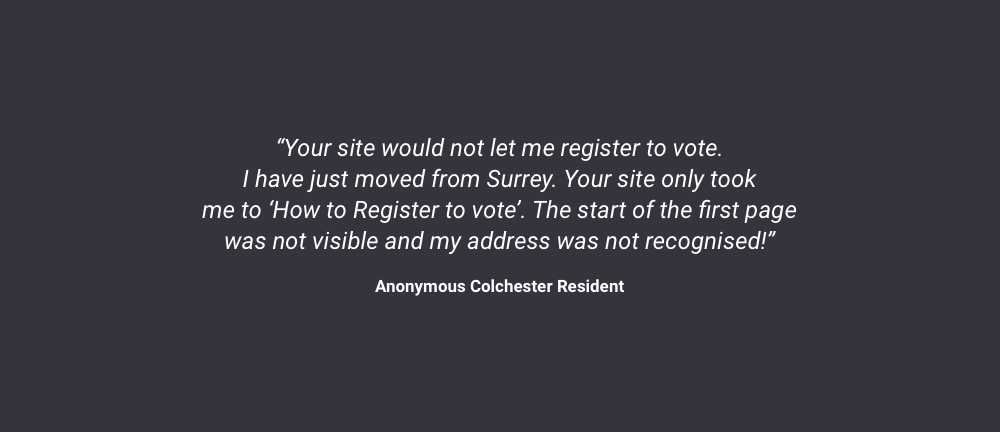 “Your site would not let me register to vote.
I have just moved from Surrey. Your site only took
me to ‘How to Register to vote’. The start of the first page
was not visible and my address was not recognised!”
Anonymous Colchester Resident